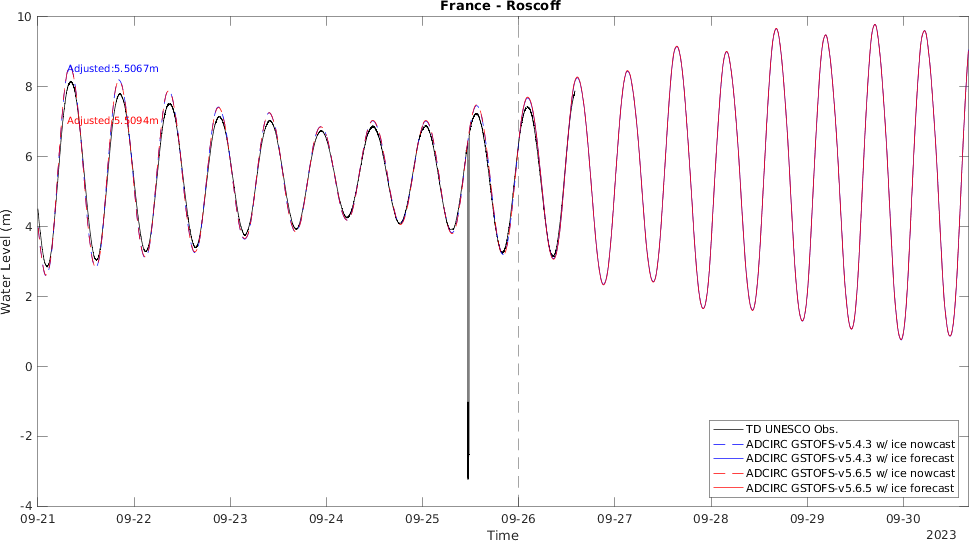 France - Roscoff
Water Level (m)
10
8
6
4
2
0
-2
-4
Adjusted:5.5067m
Adjusted:5.5094m
TD UNESCO Obs.
ADCIRC GSTOFS-v5.4.3 w/ ice nowcast
ADCIRC GSTOFS-v5.4.3 w/ ice forecast
ADCIRC GSTOFS-v5.6.5 w/ ice nowcast
ADCIRC GSTOFS-v5.6.5 w/ ice forecast
09-21 09-22 09-23 09-24 09-25 09-26 09-27 09-28 09-29 09-30
Time
2023